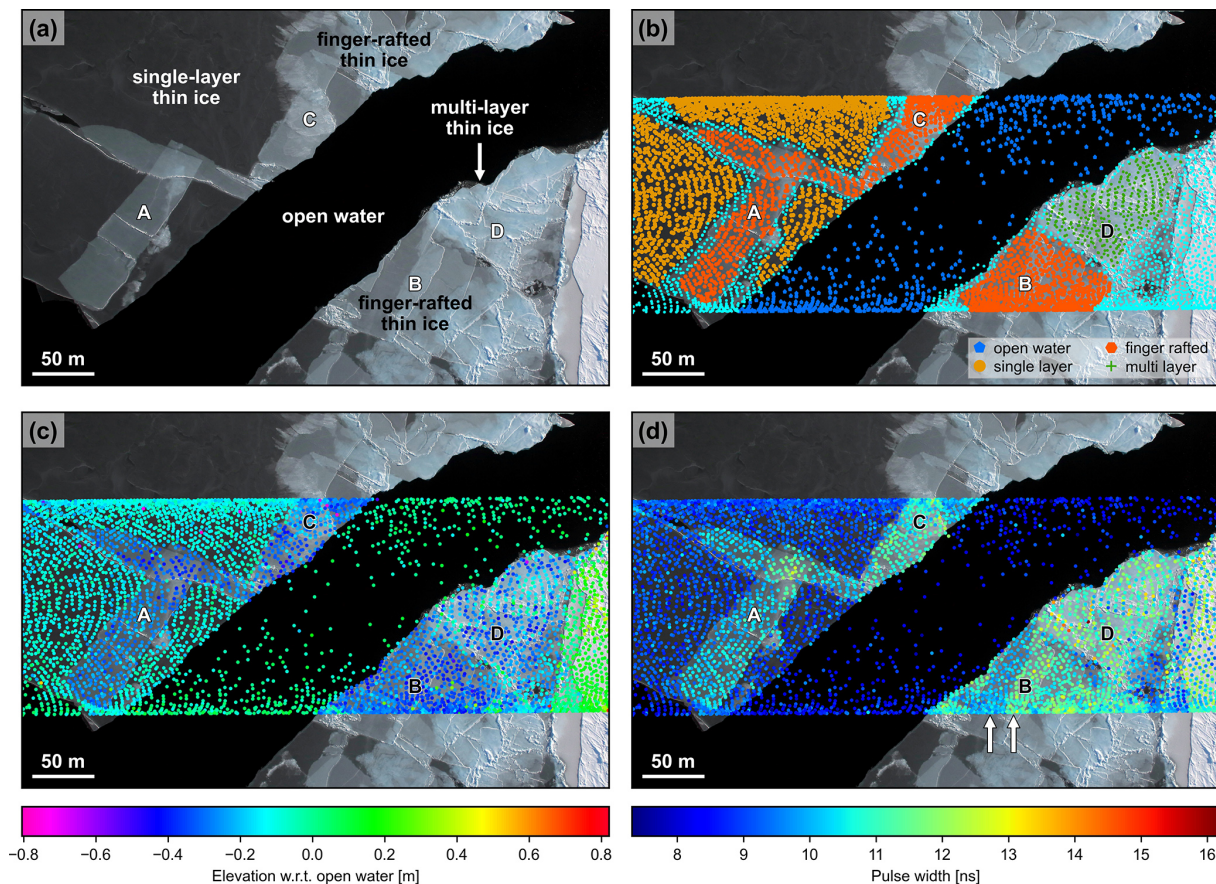 (a)
finger-rafted
thin ice
single-layer
thin ice
C
multi-layer
thin ice
A
open water
D
B
finger-rafted
thin ice
50 m
(b)
C
A
D
B
open water
finger rafted
single layer
multi layer
50 m
(c)
C
A
D
B
50 m
(d)
C
A
D
B
50 m
−0.8 −0.6 −0.4 −0.2 0.0 0.2 0.4 0.6 0.8
Elevation w.r.t. open water [m]
8 9 10 11 12 13 14 15 16
Pulse width [ns]